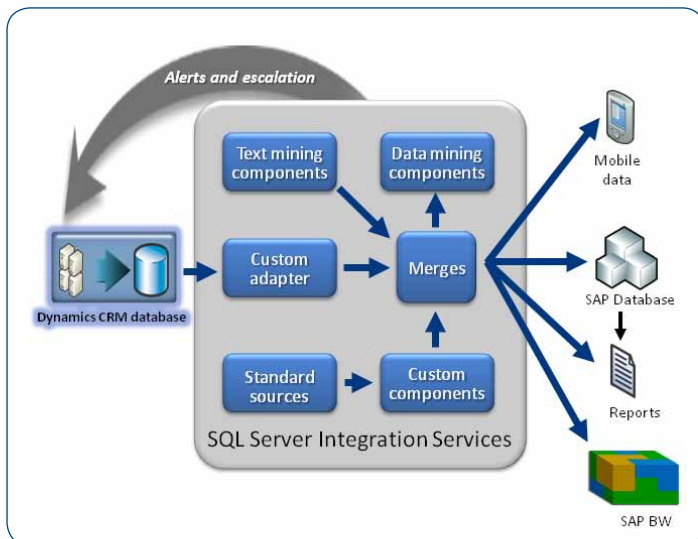 Alerts and escalation
Text mining
components
Data mining
components
Mobile
data
Custom
adapter
Merges
Dynamics CRM database
SAP Database
Standard
sources
Custom
components
Reports
SQL Server Integration Services
SAP BW